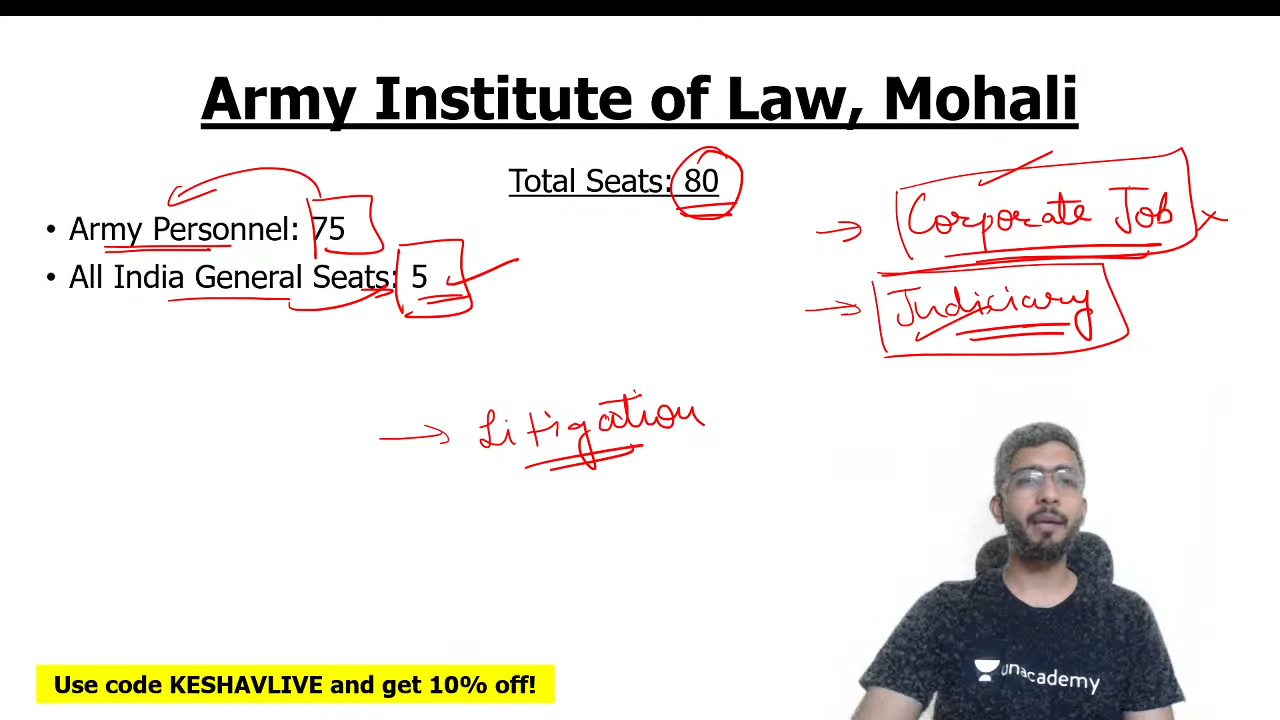 Army Institute of Law, Mohali
Total Seats: 80
• Army Personnel: 75
• All India General Seats: 5
→ Corporate Job ×
→ Judiciary
→ Litigation
unacademy
Use code KESHAVLIVE and get 10% off!